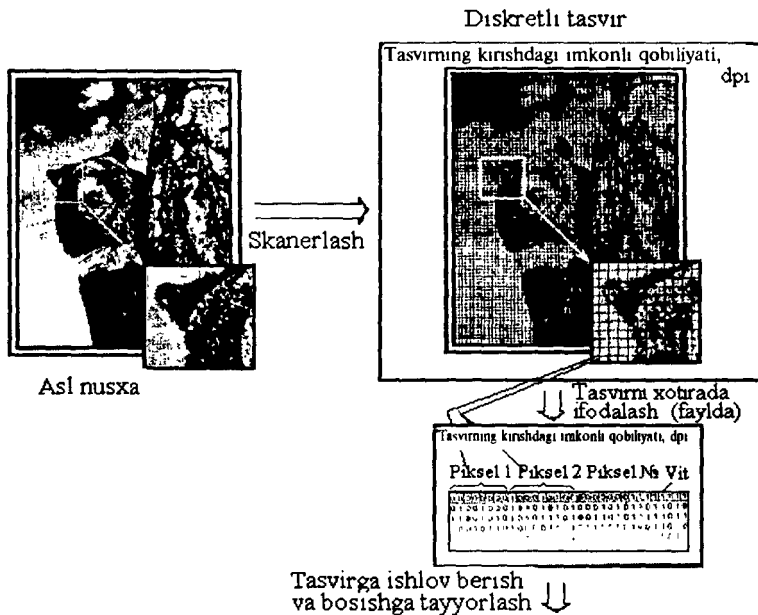 Diskretli tasvir
Tasvirning kirishdagi imkonli qobiliyati,
dpi
Skanerlash
Asl nusxa
Tasvirni xotirada
ifodalash (faylda)
Tasvirning kirishdagi imkonli qobiliyati, dpi
Piksel 1 Piksel 2 Piksel № Vit
Tasvirga ishlov berish
va bosishga tayyorlash